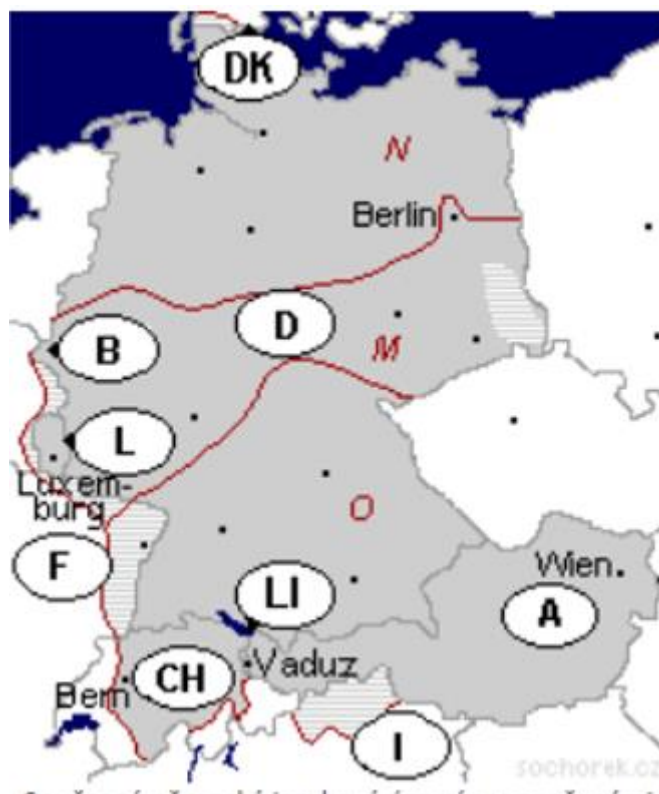 DK
N
Berlin
D
B
M
L
Luxem-
burg
O
F
LI
Wien
A
Vaduz
CH
Bern
I
sochorek.cz